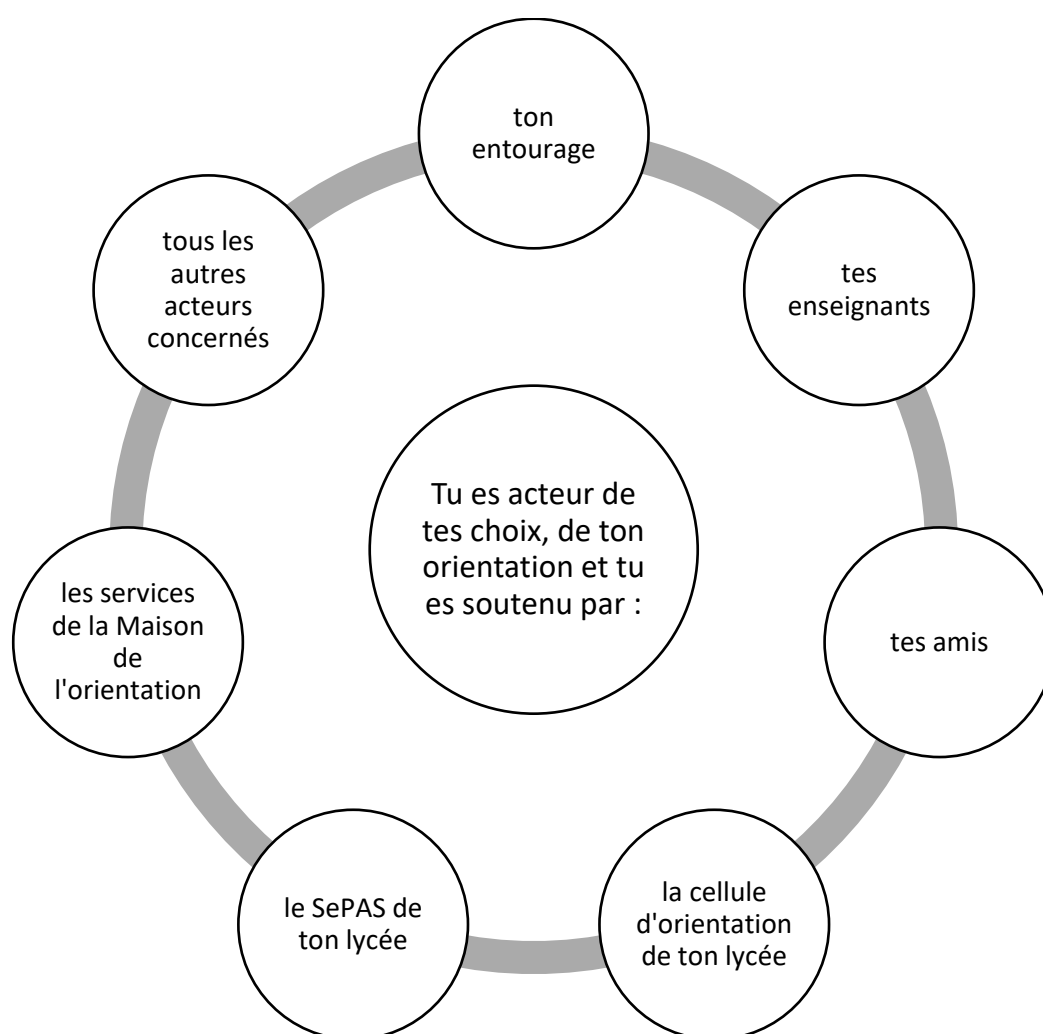 ton
entourage
tes
enseignants
tes amis
la cellule
d'orientation
de ton lycée
le SePAS de
ton lycée
les services
de la Maison
de
l'orientation
tous les
autres
acteurs
concernés
Tu es acteur de
tes choix, de ton
orientation et tu
es soutenu par :